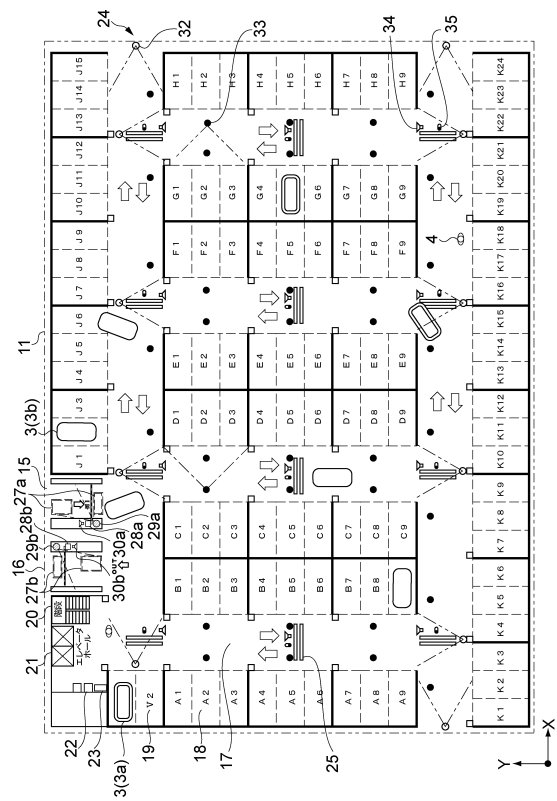 11
16
15
28b
27a
29b
3(3b)
24
21
20
27b
32
22
23
階段
エレベータ
ホール
30b
OUT
30a
28a
29a
IN
J1 J3 J4 J5 J6 J7 J8 J9 J10 J11 J12 J13 J14 J15
3(3a)
19
V2
33
18
A1 B1 C1 D1 E1 F1 G1 H1
A2 B2 C2 D2 E2 F2 G2 H2
A3 B3 C3 D3 E3 F3 G3 H3
17
A4 B4 C4 D4 E4 F4 G4 H4
A5 B5 C5 D5 E5 F5 H5
A6 B6 C6 D6 E6 F6 G6 H6
25
A7 B7 C7 D7 E7 F7 G7 H7
A8 B8 C8 D8 E8 F8 G8 H8
A9 C9 D9 E9 F9 G9 H9
34
35
4
K1 K2 K3 K4 K5 K6 K7 K8 K9 K10 K11 K12 K13 K14 K15 K16 K17 K18 K19 K20 K21 K22 K23 K24
Y
X